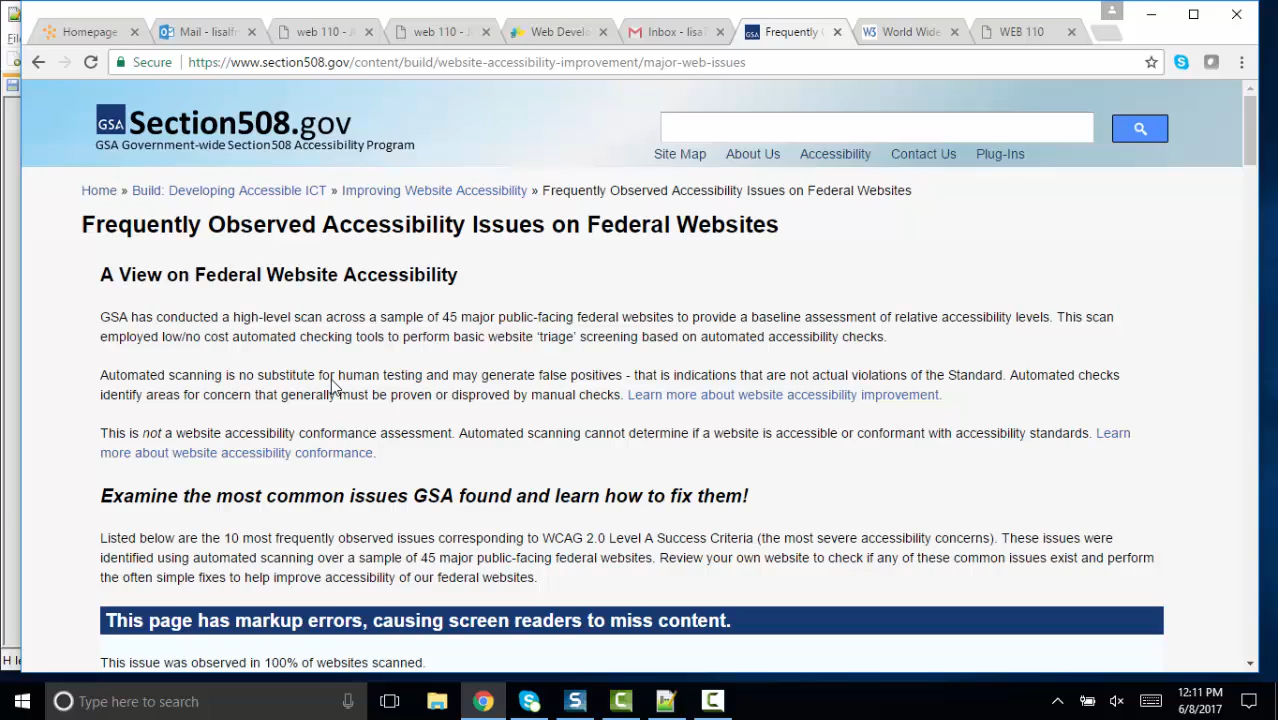 Homepage
Mail - lisalfr
web 110 - J
web 110 - J
Web Develo
Inbox - lisa7
Frequently
World Wide
WEB 110
Secure
https://www.section508.gov/content/build/website-accessibility-improvement/major-web-issues
GSA Section508.gov
GSA Government-wide Section508 Accessibility Program
Site Map About Us Accessibility Contact Us Plug-Ins
Home » Build: Developing Accessible ICT » Improving Website Accessibility » Frequently Observed Accessibility Issues on Federal Websites
Frequently Observed Accessibility Issues on Federal Websites
A View on Federal Website Accessibility
GSA has conducted a high-level scan across a sample of 45 major public-facing federal websites to provide a baseline assessment of relative accessibility levels. This scan
employed low/no cost automated checking tools to perform basic website ‘triage’ screening based on automated accessibility checks.
Automated scanning is no substitute for human testing and may generate false positives - that is indications that are not actual violations of the Standard. Automated checks
identify areas for concern that generally must be proven or disproved by manual checks. Learn more about website accessibility improvement.
This is not a website accessibility conformance assessment. Automated scanning cannot determine if a website is accessible or conformant with accessibility standards. Learn
more about website accessibility conformance.
Examine the most common issues GSA found and learn how to fix them!
Listed below are the 10 most frequently observed issues corresponding to WCAG 2.0 Level A Success Criteria (the most severe accessibility concerns). These issues were
identified using automated scanning over a sample of 45 major public-facing federal websites. Review your own website to check if any of these common issues exist and perform
the often simple fixes to help improve accessibility of our federal websites.
This page has markup errors, causing screen readers to miss content.
This issue was observed in 100% of websites scanned.
Type here to search
12:11 PM
6/8/2017